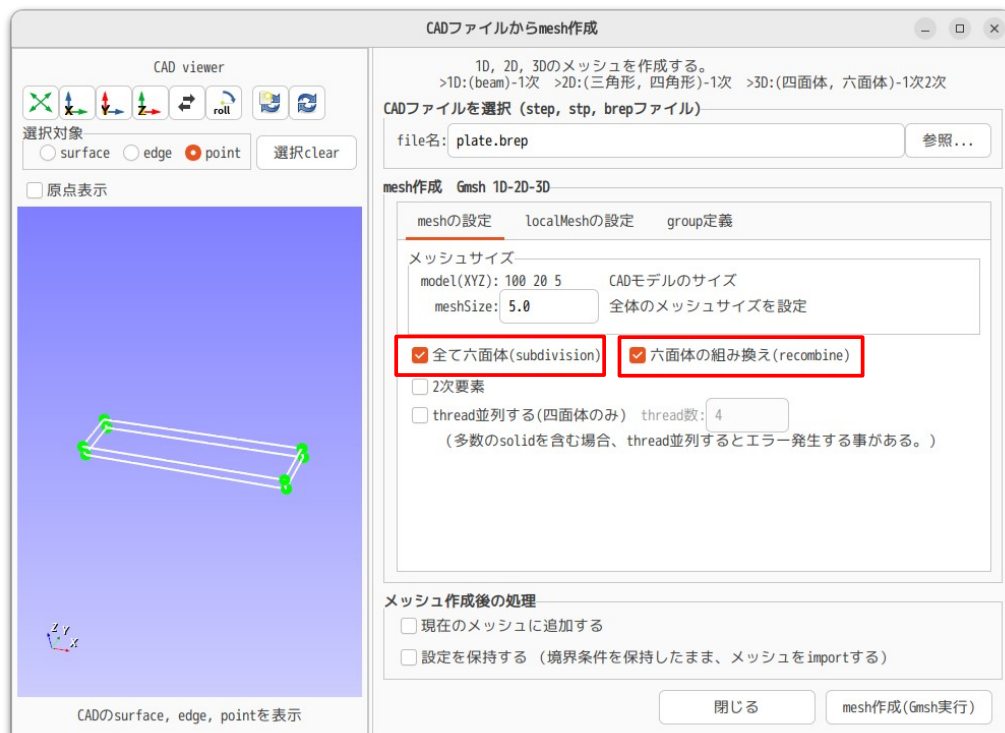 CADファイルからmesh作成
CAD viewer
X
Y
Z
roll
選択対象
surface edge point 選択clear
原点表示
Z Y X
CADのsurface, edge, pointを表示
1D, 2D, 3Dのメッシュを作成する。
>1D:(beam)-1次 >2D:(三角形, 四角形)-1次 >3D:(四面体, 六面体)-1次2次
CADファイルを選択 (step, stp, brepファイル)
file名: plate.brep 参照...
mesh作成 Gmsh 1D-2D-3D
meshの設定 localMeshの設定 group定義
メッシュサイズ
model(XYZ): 100 20 5 CADモデルのサイズ
meshSize: 5.0 全体のメッシュサイズを設定
全て六面体(subdivision) 六面体の組み換え(recombine)
2次要素
thread並列する(四面体のみ) thread数: 4
(多数のsolidを含む場合、thread並列するとエラー発生する事がある。)
メッシュ作成後の処理
現在のメッシュに追加する
設定を保持する (境界条件を保持したまま、メッシュをimportする)
閉じる mesh作成(Gmsh実行)